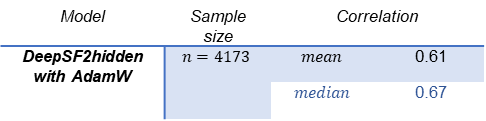 Model Sample size Correlation
DeepSF2hidden with AdamW n = 4173 mean 0.61
median 0.67